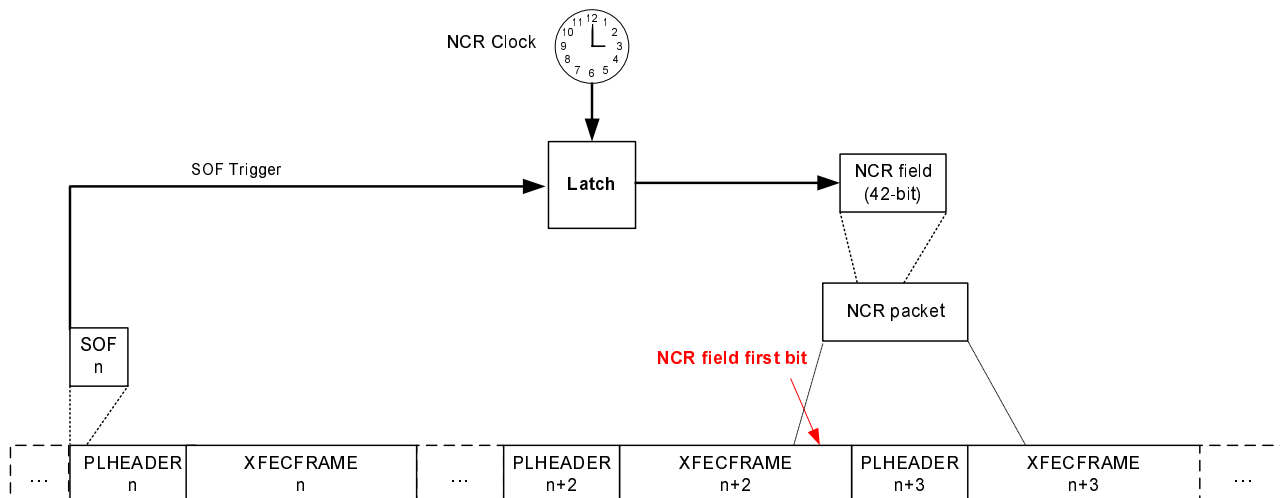 NCR Clock
12
11
1
10
2
9
3
8
4
7
5
6
SOF Trigger
Latch
NCR field
(42-bit)
NCR packet
SOF
n
NCR field first bit
...
PLHEADER
n
XFECFRAME
n
...
PLHEADER
n+2
XFECFRAME
n+2
PLHEADER
n+3
XFECFRAME
n+3
...